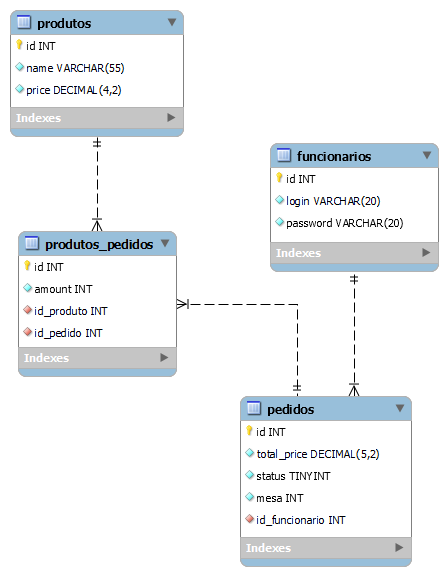 produtos
id INT
name VARCHAR(55)
price DECIMAL(4,2)
Indexes
funcionarios
id INT
login VARCHAR(20)
password VARCHAR(20)
Indexes
produtos_pedidos
id INT
amount INT
id_produto INT
id_pedido INT
Indexes
pedidos
id INT
total_price DECIMAL(5,2)
status TINYINT
mesa INT
id_funcionario INT
Indexes